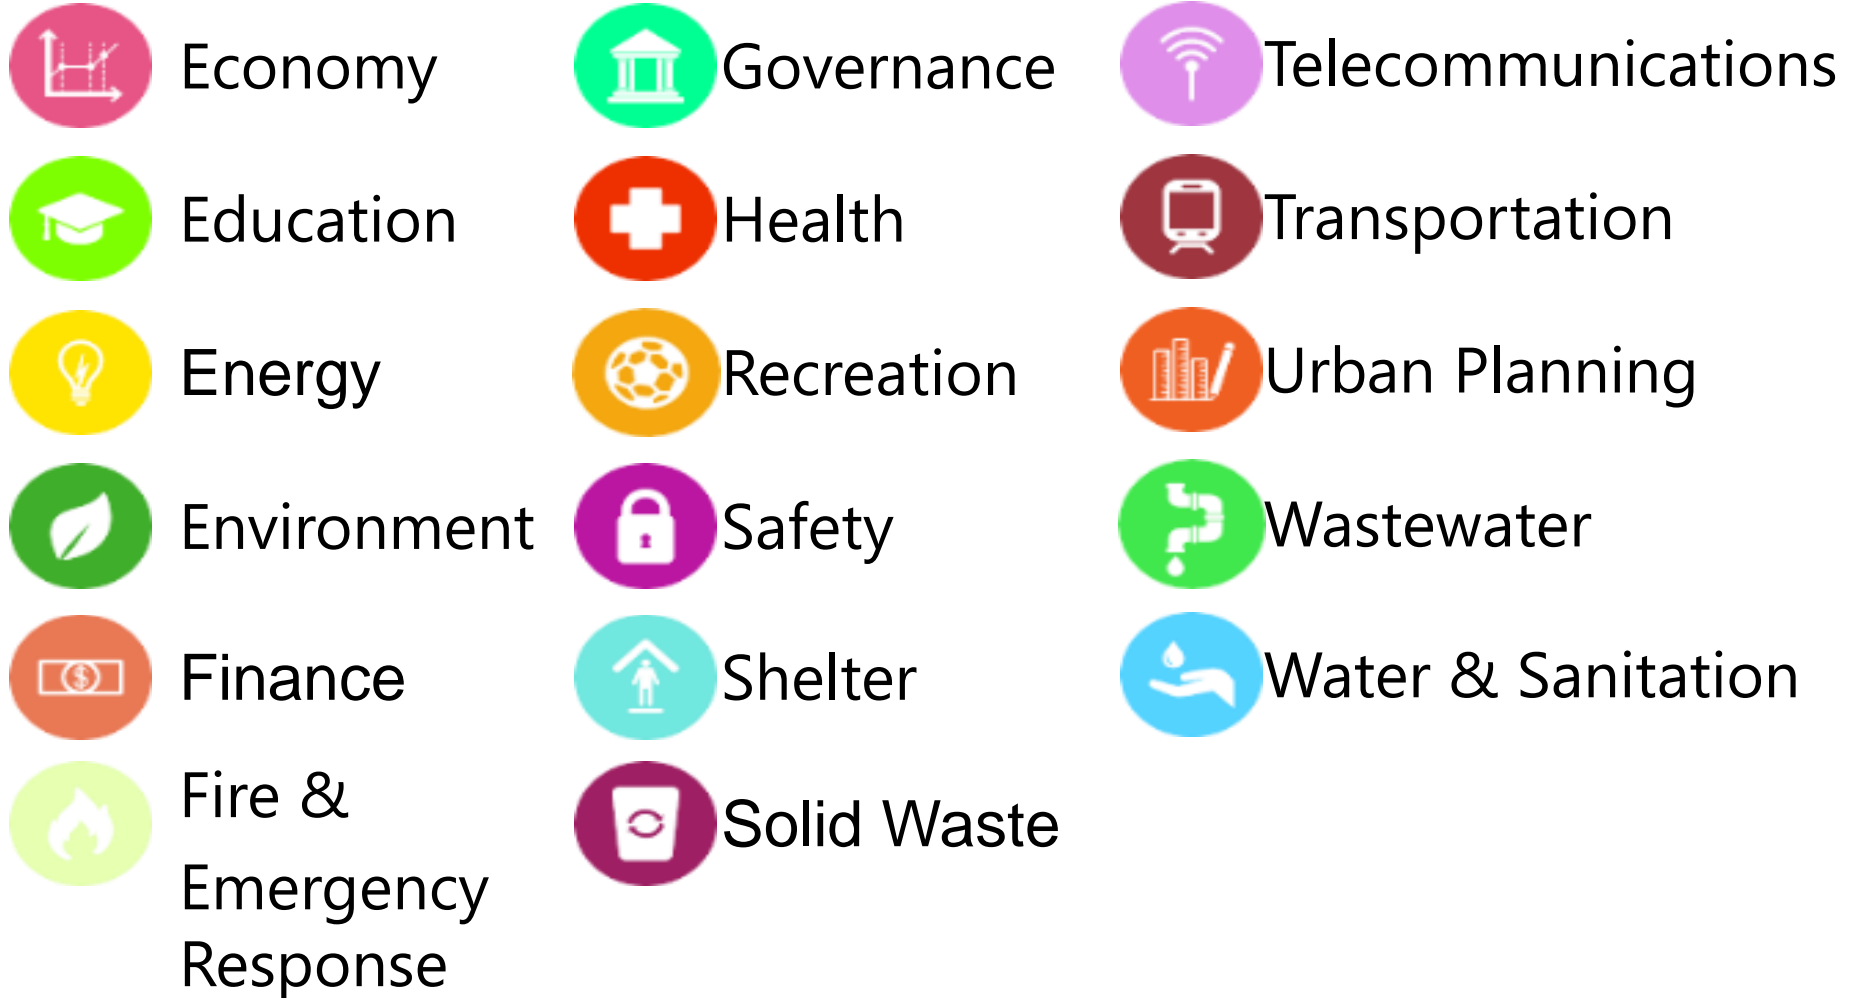 Economy
Education
Energy
Environment
Finance
Fire &
Emergency
Response
Governance
Health
Recreation
Safety
Shelter
Solid Waste
Telecommunications
Transportation
Urban Planning
Wastewater
Water & Sanitation